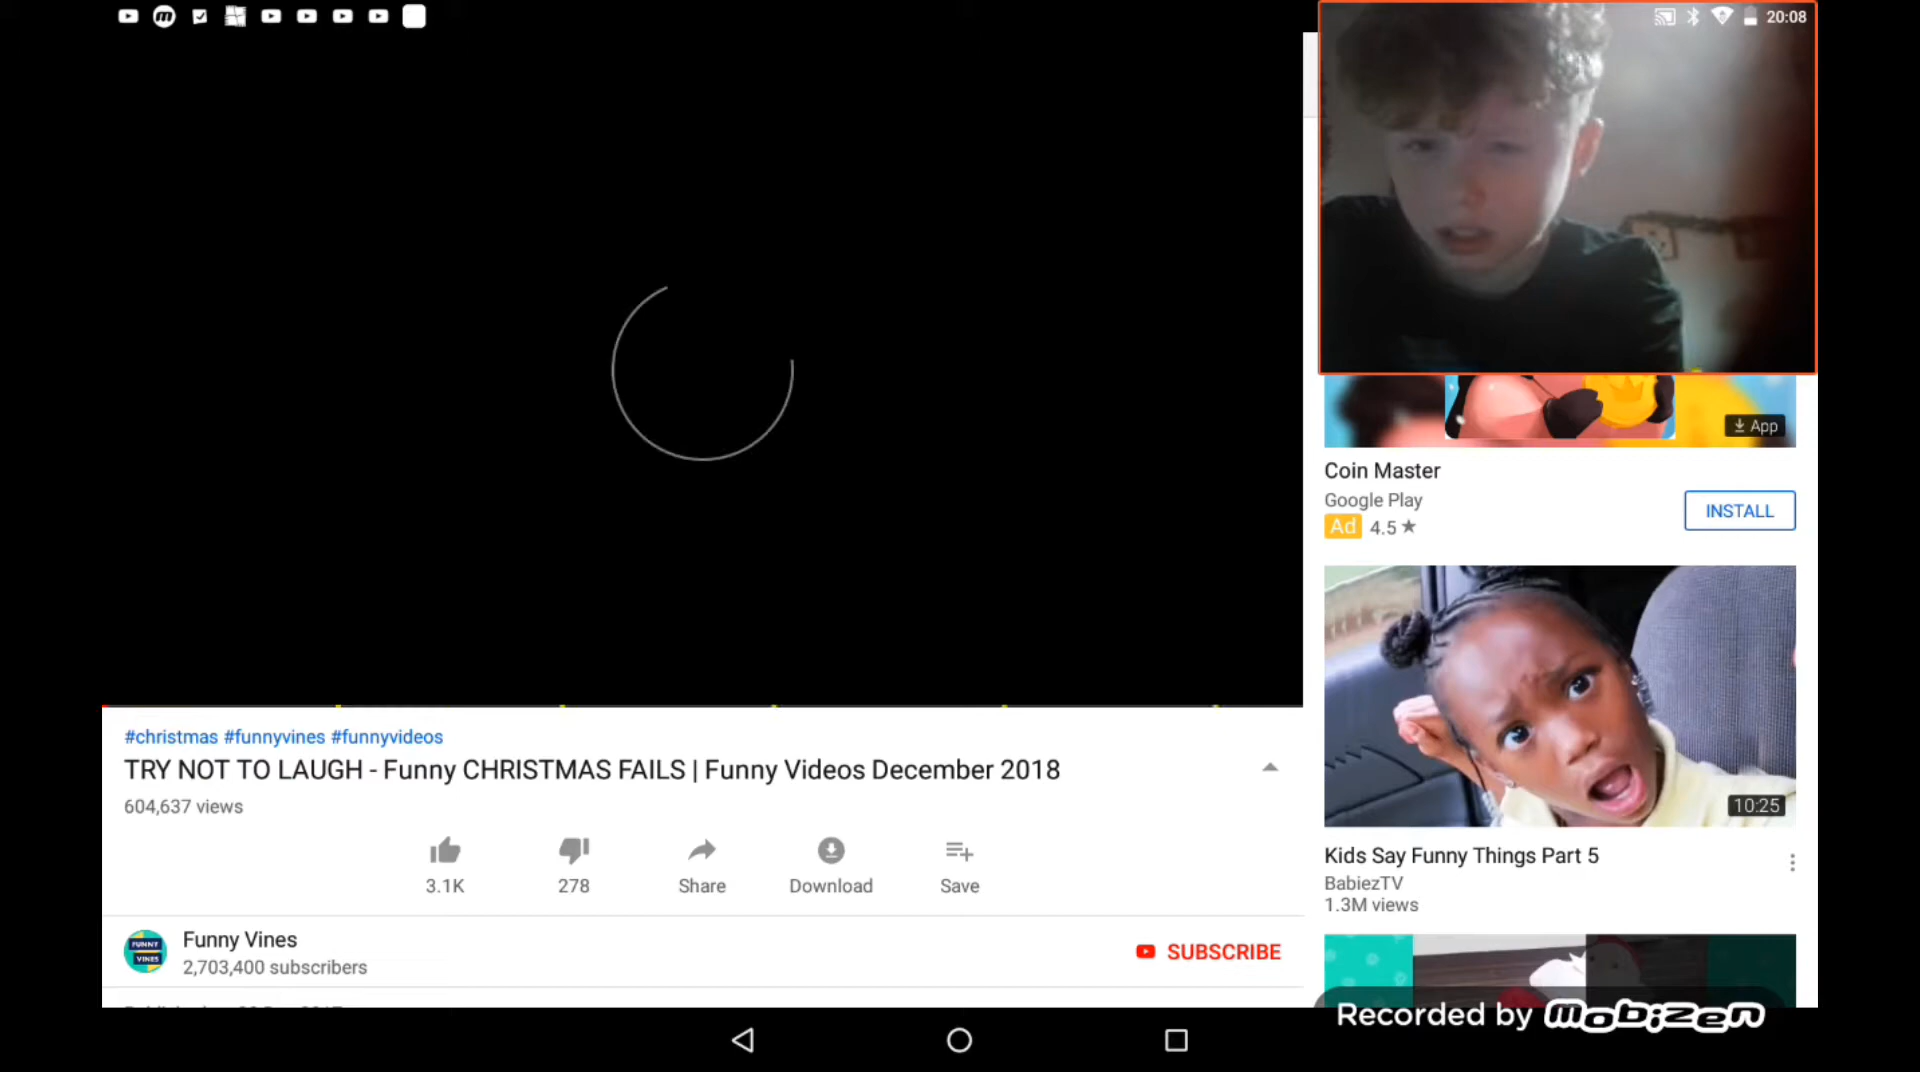 20:08
#christmas #funnyvines #funnyvideos
TRY NOT TO LAUGH - Funny CHRISTMAS FAILS | Funny Videos December 2018
604,637 views
3.1K
278
Share
Download
Save
FUNNY
VINES
Funny Vines
2,703,400 subscribers
SUBSCRIBE
App
Coin Master
Google Play
Ad 4.5 ★
INSTALL
10:25
Kids Say Funny Things Part 5
BabiezTV
1.3M views
Recorded by mobizen